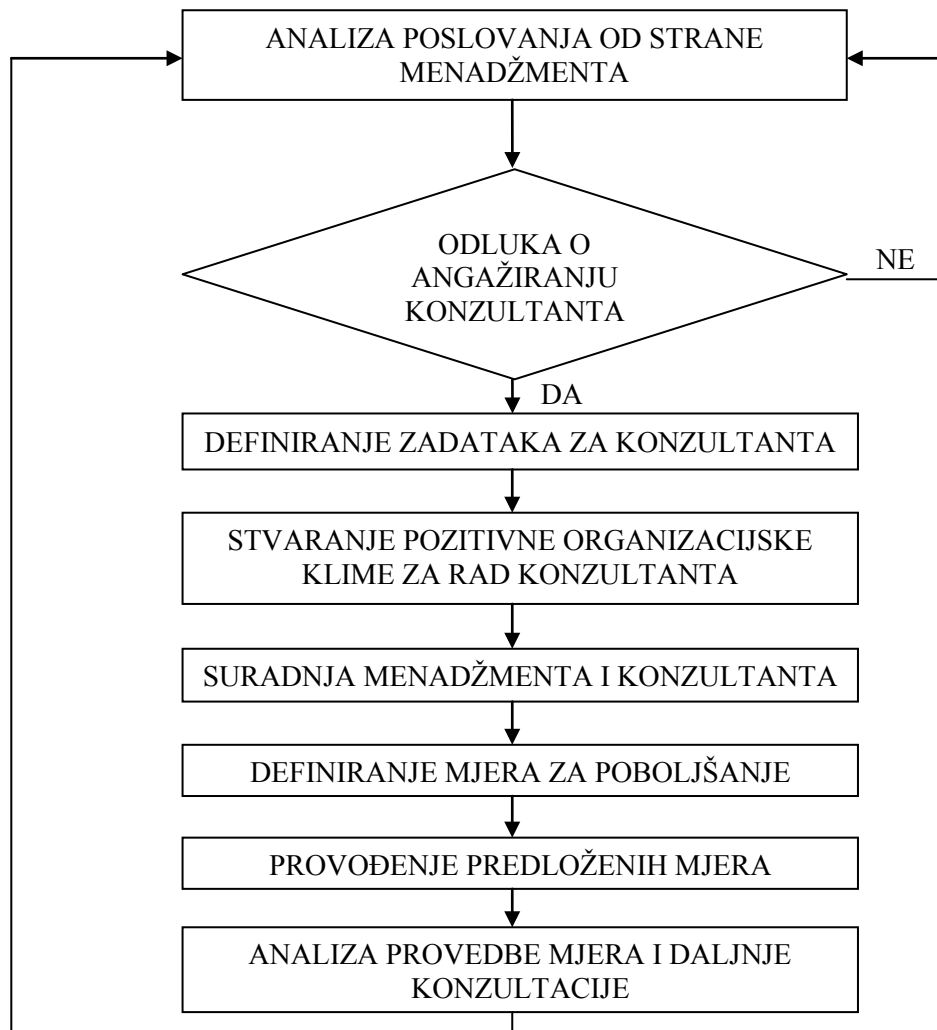 ANALIZA POSLOVANJA OD STRANE
MENADŽMENTA
ODLUKA O
ANGAŽIRANJU
KONZULTANTA
NE
DA
DEFINIRANJE ZADATAKA ZA KONZULTANTA
STVARANJE POZITIVNE ORGANIZACIJSKE
KLIME ZA RAD KONZULTANTA
SURADNJA MENADŽMENTA I KONZULTANTA
DEFINIRANJE MJERA ZA POBOLJŠANJE
PROVOĐENJE PREDLOŽENIH MJERA
ANALIZA PROVEDBE MJERA I DALJNJE
KONZULTACIJE